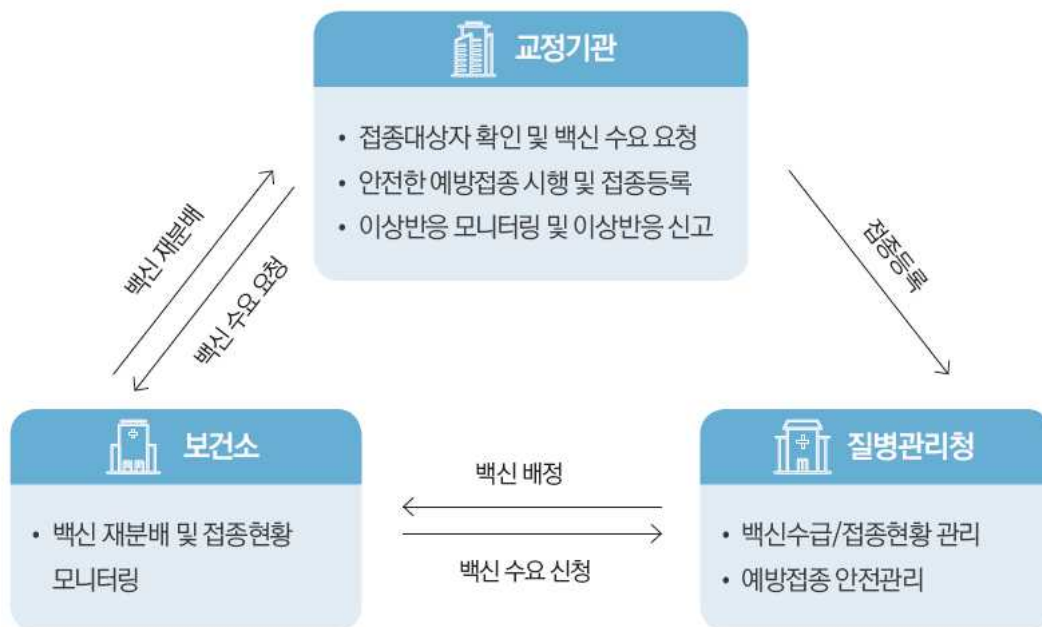 교정기관
• 접종대상자 확인 및 백신 수요 요청
• 안전한 예방접종 시행 및 접종등록
• 이상반응 모니터링 및 이상반응 신고
백신 재분배
백신 수요 요청
접종등록
보건소
• 백신 재분배 및 접종현황
모니터링
백신 배정
백신 수요 신청
질병관리청
• 백신수급/접종현황 관리
• 예방접종 안전관리